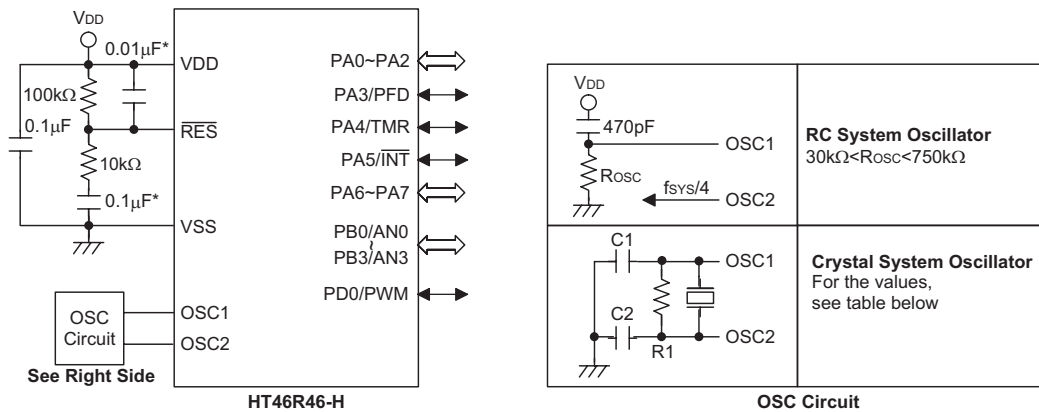 VDD
0.01μF*
VDD
100kΩ
0.1μF
RES
10kΩ
0.1μF*
VSS
OSC
Circuit
OSC1
OSC2
See Right Side
PA0~PA2
PA3/PFD
PA4/TMR
PA5/INT
PA6~PA7
PB0/AN0
~
PB3/AN3
PD0/PWM
HT46R46-H
VDD
470pF
OSC1
ROSC
fSYS/4
OSC2
RC System Oscillator
30kΩ<ROSC<750kΩ
C1
OSC1
C2
R1
OSC2
Crystal System Oscillator
For the values,
see table below
OSC Circuit